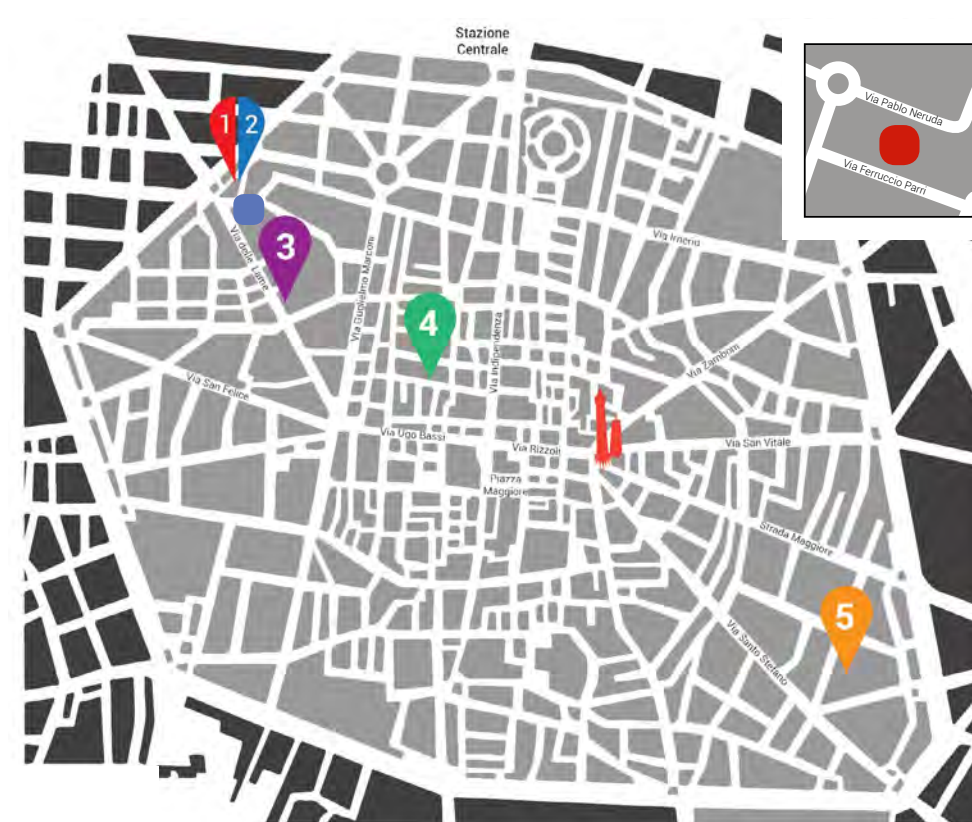 Stazione
Centrale
Via Pablo Neruda
Via Ferruccio Parri
1
2
3
Via delle Lame
Via Guglielmo Marconi
Via Irnerio
4
Via Indipendenza
Via Zamboni
Via San Felice
Via Ugo Bassi
Via Rizzoli
Via San Vitale
Piazza
Maggiore
Strada Maggiore
5
Via Santo Stefano